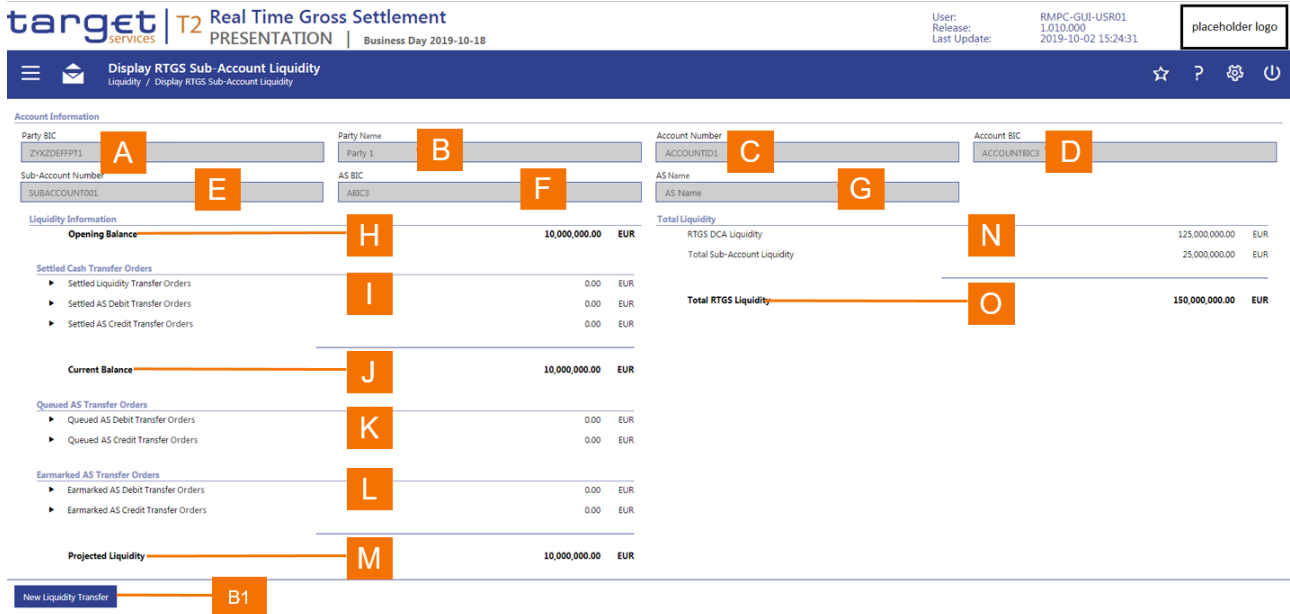 target services | T2 Real Time Gross Settlement
PRESENTATION | Business Day 2019-10-18
User: RMPC-GUI-USR01
Release: 1.010.000
Last Update: 2019-10-02 15:24:31
placeholder logo
Display RTGS Sub-Account Liquidity
Liquidity / Display RTGS Sub-Account Liquidity
?
Account Information
Party BIC Party Name Account Number Account BIC
ZYXZDEFFPT1 A Party 1 B ACCOUNTID1 C ACCOUNTBIC3 D
Sub-Account Number AS BIC AS Name
SUBACCOUNT001 E ABIC3 F AS Name G
Liquidity Information Total Liquidity
Opening Balance H 10,000,000.00 EUR RTGS DCA Liquidity N 125,000,000.00 EUR
Total Sub-Account Liquidity 25,000,000.00 EUR
Settled Cash Transfer Orders
Settled Liquidity Transfer Orders I 0.00 EUR
Settled AS Debit Transfer Orders 0.00 EUR Total RTGS Liquidity O 150,000,000.00 EUR
Settled AS Credit Transfer Orders 0.00 EUR
Current Balance J 10,000,000.00 EUR
Queued AS Transfer Orders
Queued AS Debit Transfer Orders K 0.00 EUR
Queued AS Credit Transfer Orders 0.00 EUR
Earmarked AS Transfer Orders
Earmarked AS Debit Transfer Orders L 0.00 EUR
Earmarked AS Credit Transfer Orders 0.00 EUR
Projected Liquidity M 10,000,000.00 EUR
New Liquidity Transfer B1